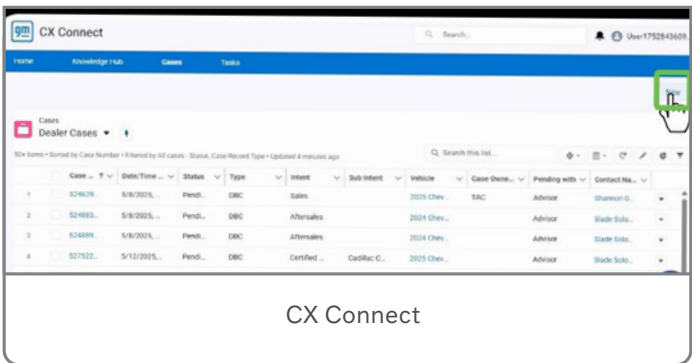 gm CX Connect Search... User1752843609...
Home Knowledge Hub Cases Tasks
New
Cases
Dealer Cases
50+ items • Sorted by Case Number • Filtered by All cases - Status, Case Record Type • Updated 4 minutes ago Search this list...
Case ... Date/Time ... Status Type Intent Sub Intent Vehicle Case Owne... Pending with Contact Na...
1 5/8/2025, ... Pendi... DBC Sales 2025 Chev... TAC Advisor Shannon G...
2 5/8/2025, ... Pendi... DBC Aftersales 2024 Chev... Advisor Slade Solo...
3 5/8/2025, ... Pendi... DBC Aftersales 2024 Chev... Advisor Slade Solo...
4 527522... 5/12/2025,... Pendi... DBC Certified ... Cadillac C... 2025 Chev... Advisor Slade Solo...
CX Connect